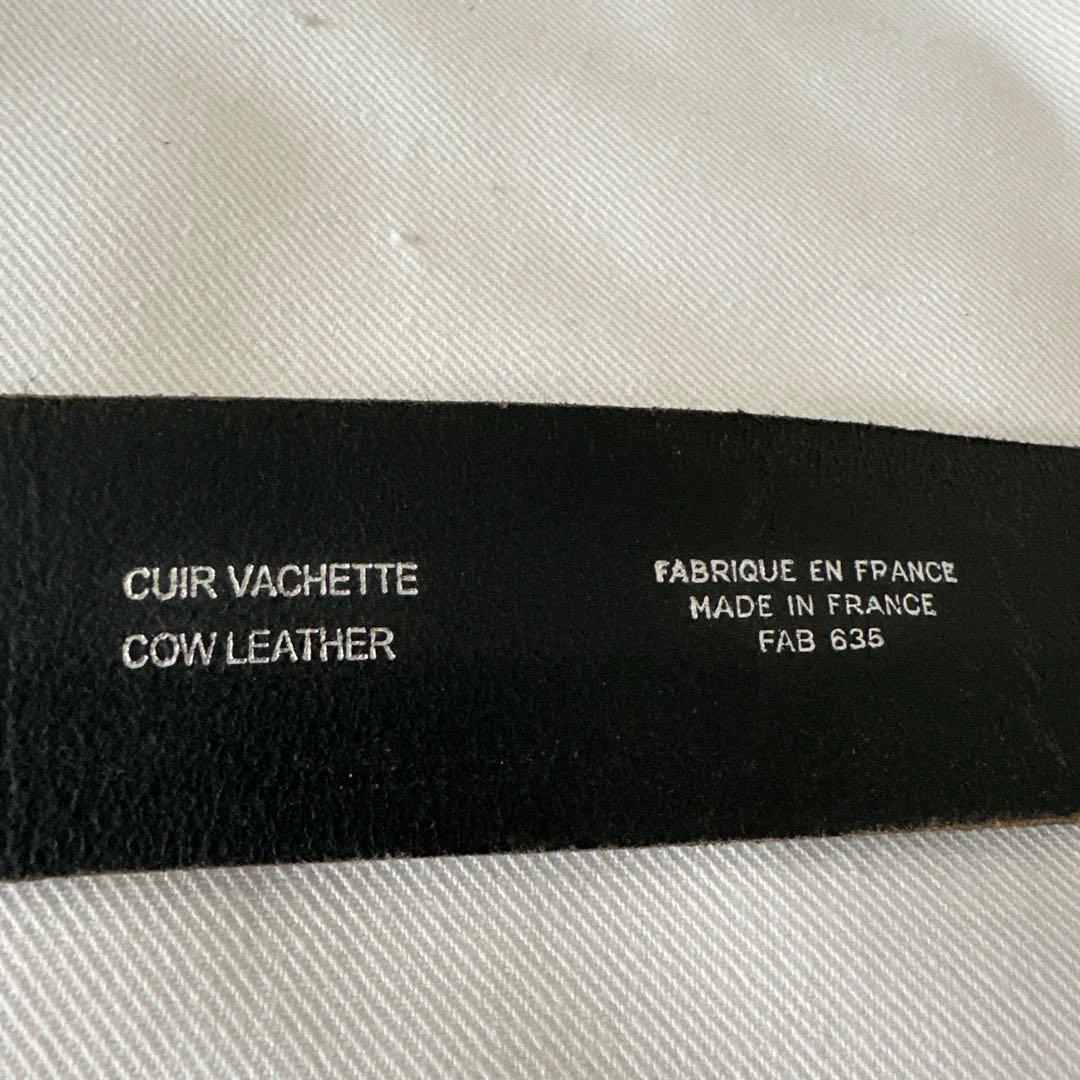 CUIR VACHETTE
COW LEATHER
FABRIQUE EN FRANCE
MADE IN FRANCE
FAB 635